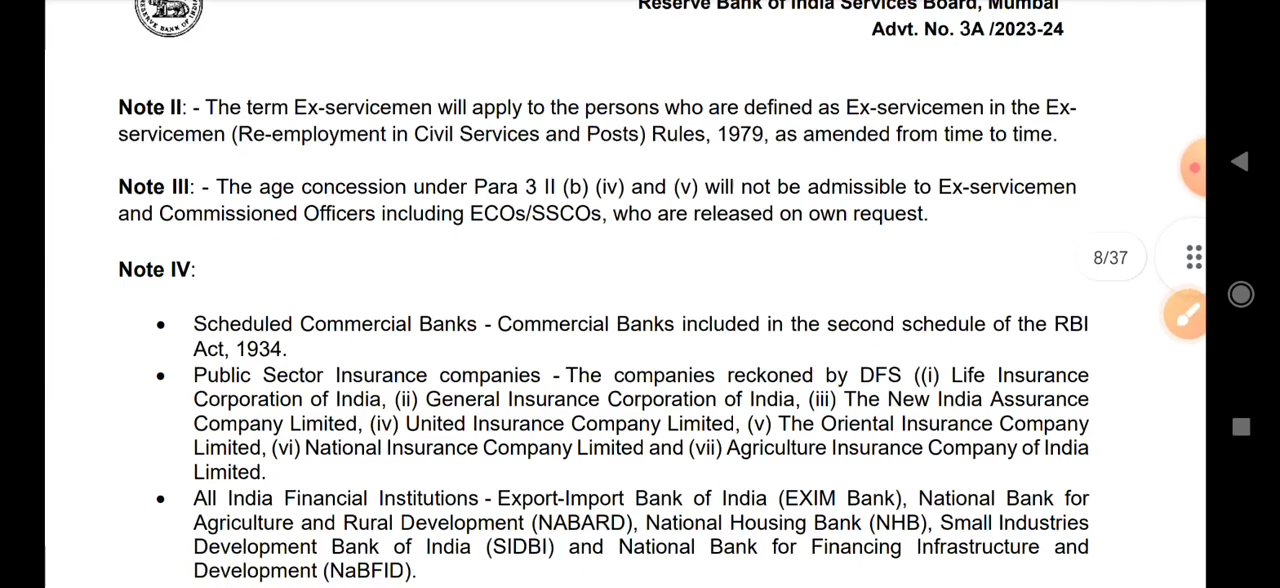 Reserve Bank of India Services Board, Mumbai
Advt. No. 3A /2023-24
RESERVE BANK OF INDIA
Note II: - The term Ex-servicemen will apply to the persons who are defined as Ex-servicemen in the Ex-
servicemen (Re-employment in Civil Services and Posts) Rules, 1979, as amended from time to time.
Note III: - The age concession under Para 3 II (b) (iv) and (v) will not be admissible to Ex-servicemen
and Commissioned Officers including ECOs/SSCOs, who are released on own request.
8/37
Note IV:
• Scheduled Commercial Banks - Commercial Banks included in the second schedule of the RBI
Act, 1934.
• Public Sector Insurance companies - The companies reckoned by DFS ((i) Life Insurance
Corporation of India, (ii) General Insurance Corporation of India, (iii) The New India Assurance
Company Limited, (iv) United Insurance Company Limited, (v) The Oriental Insurance Company
Limited, (vi) National Insurance Company Limited and (vii) Agriculture Insurance Company of India
Limited.
• All India Financial Institutions - Export-Import Bank of India (EXIM Bank), National Bank for
Agriculture and Rural Development (NABARD), National Housing Bank (NHB), Small Industries
Development Bank of India (SIDBI) and National Bank for Financing Infrastructure and
Development (NaBFID).